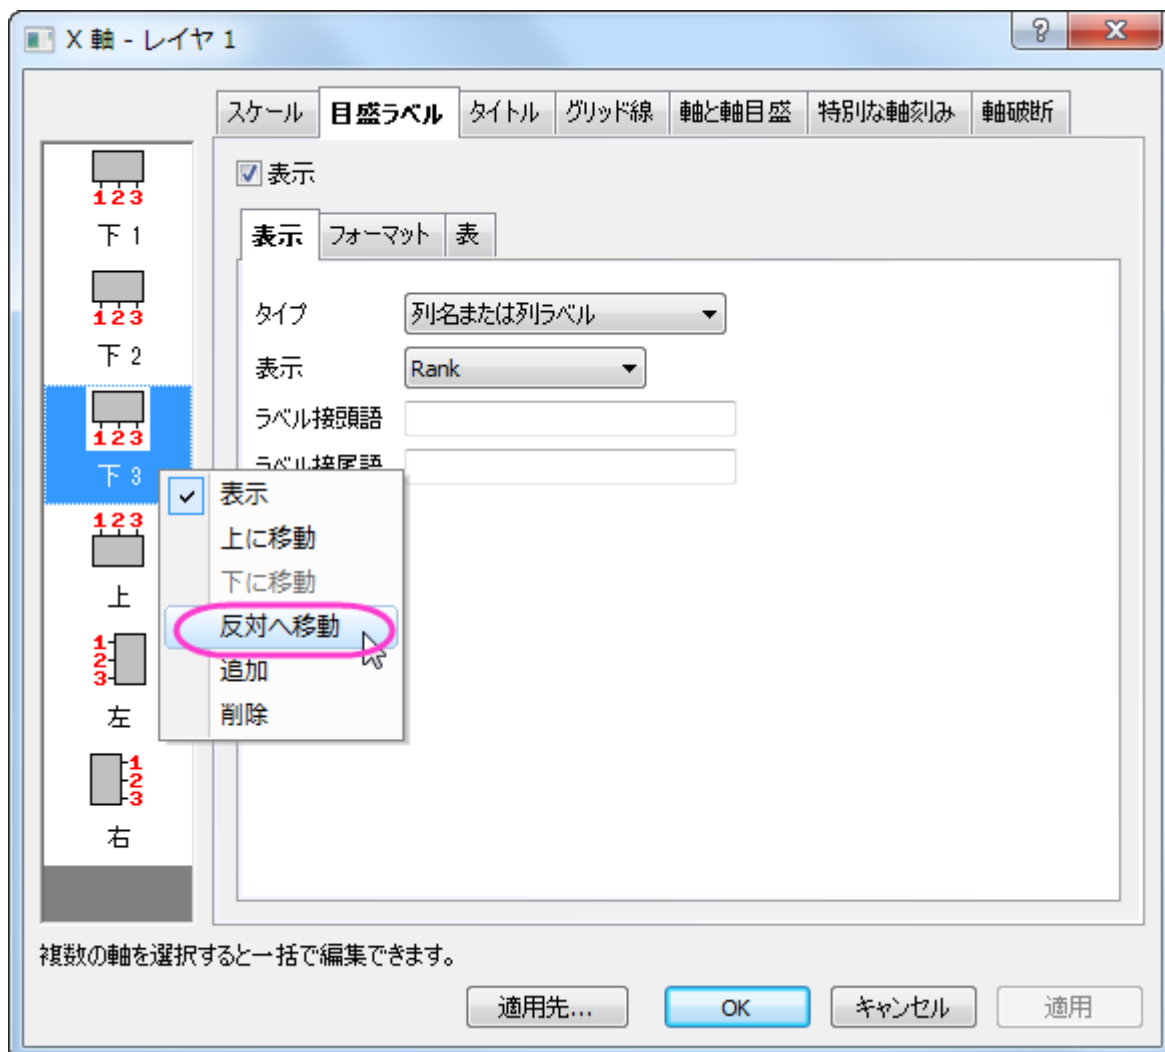 X 軸 - レイヤ 1
スケール 目盛ラベル タイトル グリッド線 軸と軸目盛 特別な軸刻み 軸破断
表示
表示 フォーマット 表
タイプ 列名または列ラベル
表示 Rank
ラベル接頭語
ラベル接尾語
123
下 1
123
下 2
123
下 3
123
上
1
2
3
左
1
2
3
右
表示
上に移動
下に移動
反対へ移動
追加
削除
複数の軸を選択すると一括で編集できます。
適用先... OK キャンセル 適用